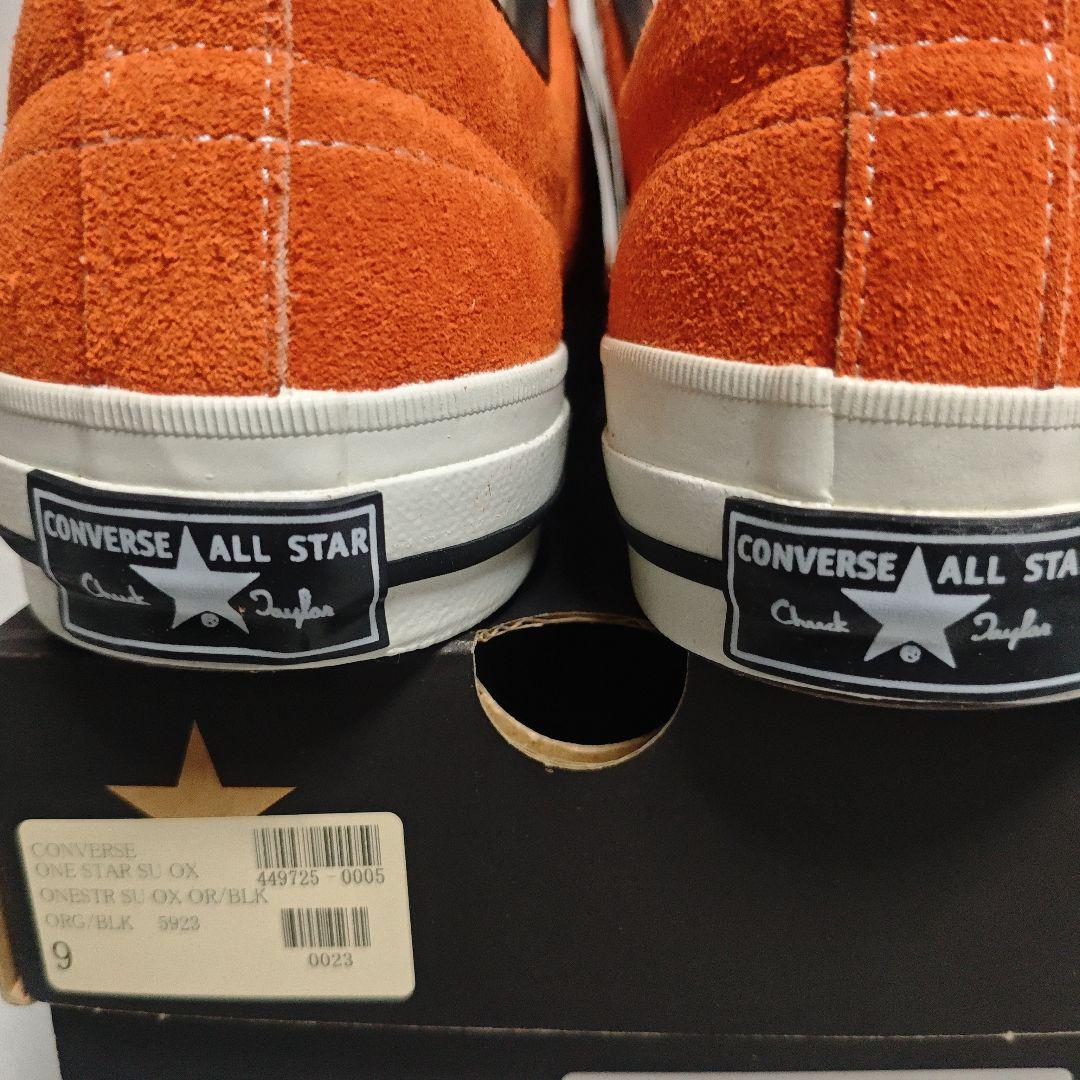 CONVERSE ALL STAR
Chuck Taylor
®
CONVERSE ALL STA
Chuck Taylor
®
CONVERSE
ONE STAR SU OX
449725-0005
ONESTR SU OX OR/BLK
ORG/BLK 5923
9
0023